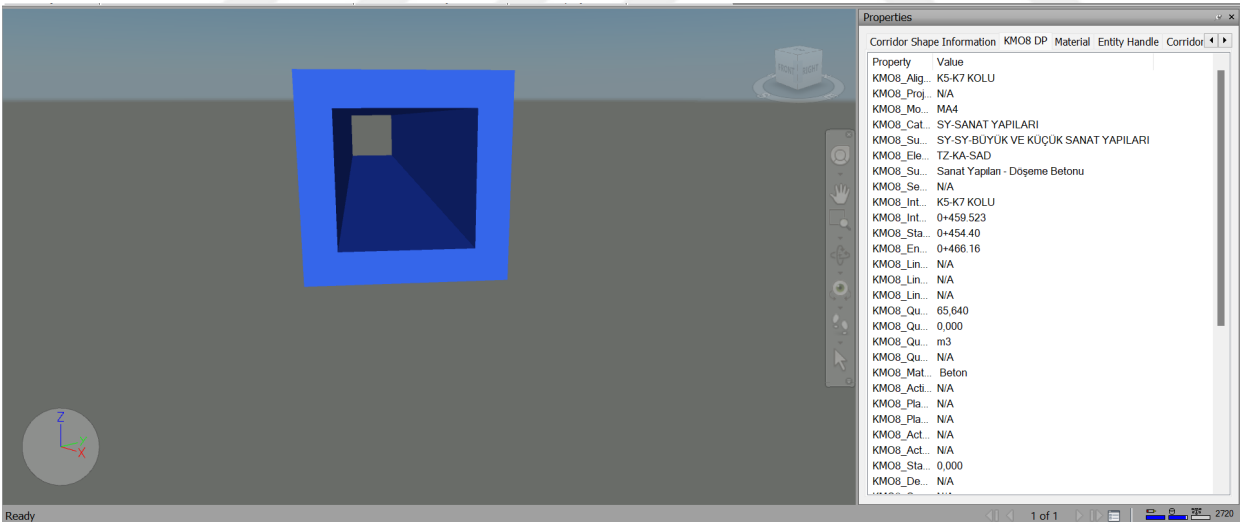 Properties
Corridor Shape Information KMO8 DP Material Entity Handle Corridor
Property Value
KMO8_Alig... K5-K7 KOLU
KMO8_Proj... N/A
KMO8_Mo... MA4
KMO8_Cat... SY-SANAT YAPILARI
KMO8_Su... SY-SY-BÜYÜK VE KÜÇÜK SANAT YAPILARI
KMO8_Ele... TZ-KA-SAD
KMO8_Su... Sanat Yapıları - Döşeme Betonu
KMO8_Se... N/A
KMO8_Int... K5-K7 KOLU
KMO8_Int... 0+459.523
KMO8_Sta... 0+454.40
KMO8_En... 0+466.16
KMO8_Lin... N/A
KMO8_Lin... N/A
KMO8_Lin... N/A
KMO8_Qu... 65,640
KMO8_Qu... 0,000
KMO8_Qu... m3
KMO8_Qu... N/A
KMO8_Mat... Beton
KMO8_Acti... N/A
KMO8_Pla... N/A
KMO8_Pla... N/A
KMO8_Act... N/A
KMO8_Act... N/A
KMO8_Sta... 0,000
KMO8_De... N/A
FRONT RIGHT
Z
X
Ready
1 of 1
2720